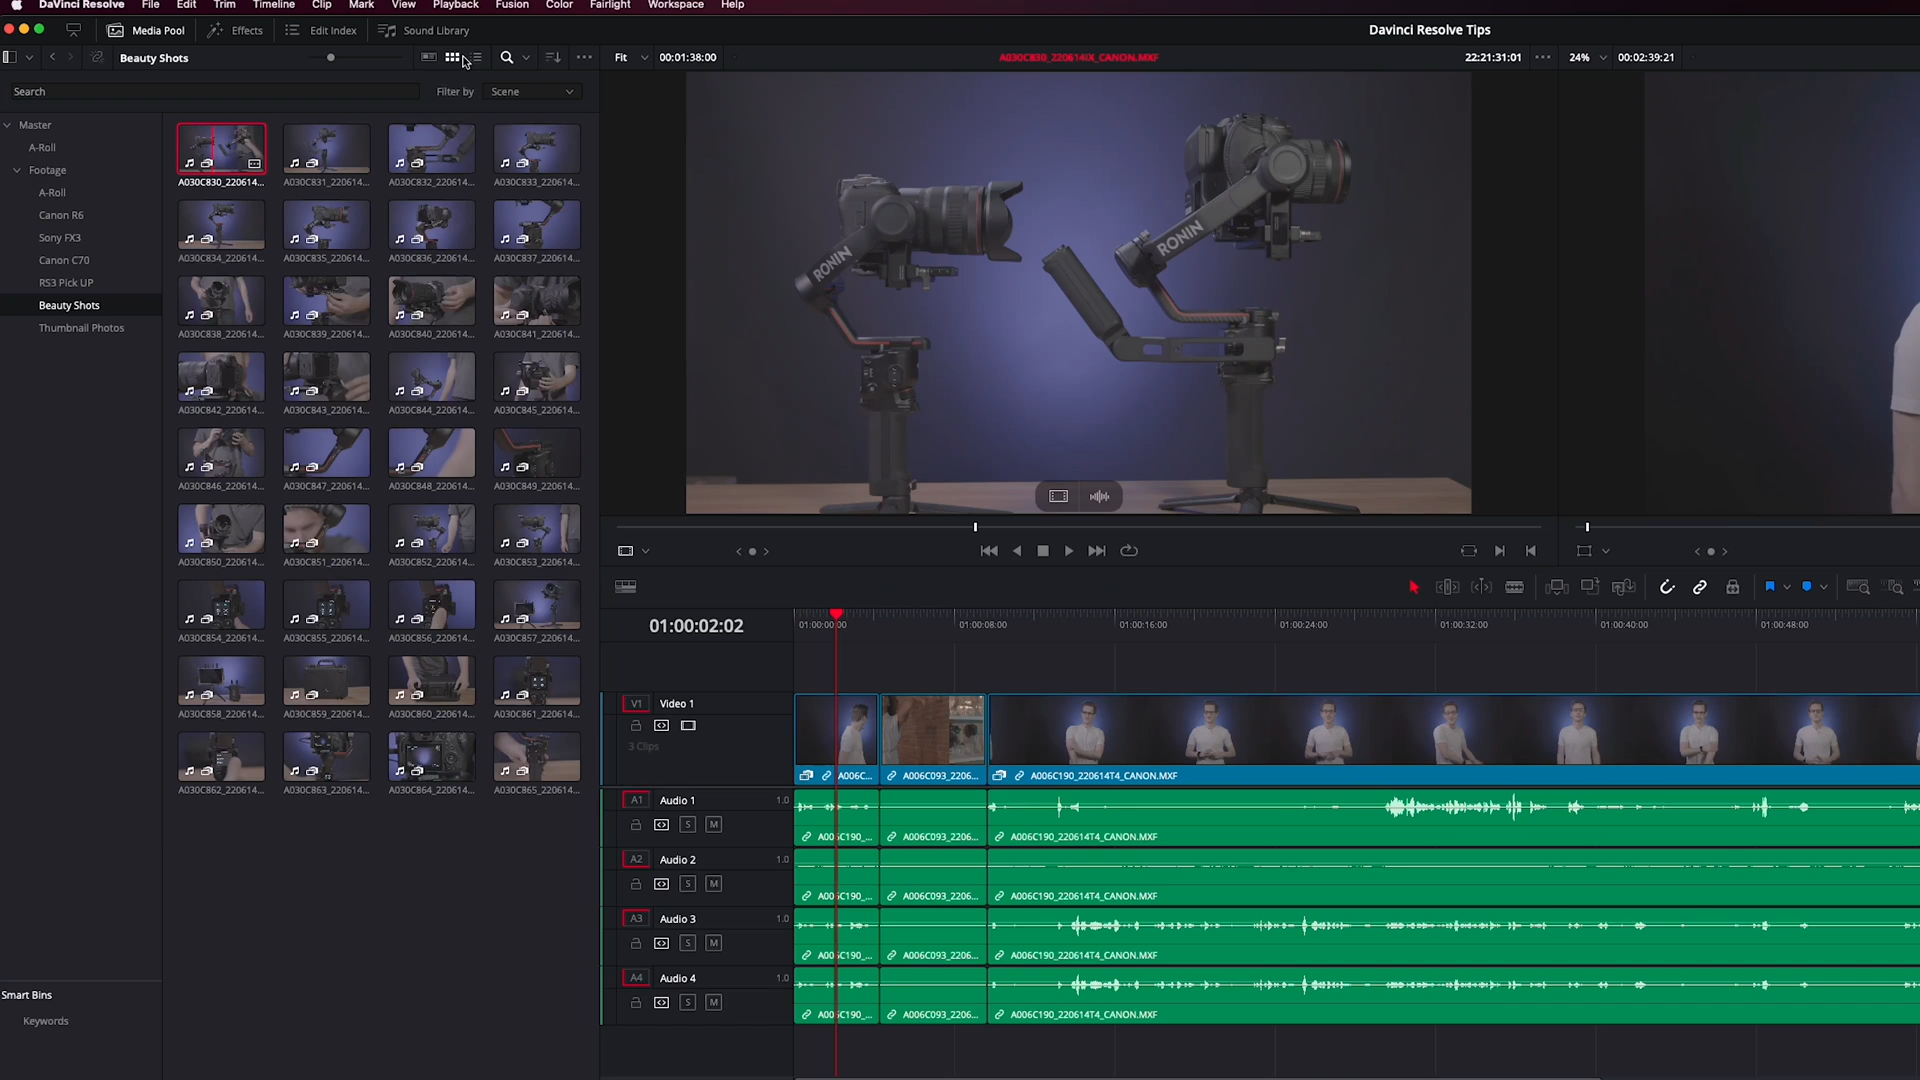 DaVinci Resolve File Edit Trim Timeline Clip Mark View Playback Fusion Color Fairlight Workspace Help
Media Pool Effects Edit Index Sound Library Davinci Resolve Tips
Beauty Shots Fit 00:01:38:00 A030C830_220614IX_CANON.MXF 22:21:31:01 24% 00:02:39:21
Search Filter by Scene
Master
A-Roll
Footage
A-Roll
Canon R6
Sony FX3
Canon C70
RS3 Pick UP
Beauty Shots
Thumbnail Photos
A030C830_220614... A030C831_220614... A030C832_220614... A030C833_220614...
A030C834_220614... A030C835_220614... A030C836_220614... A030C837_220614...
A030C838_220614... A030C839_220614... A030C840_220614... A030C841_220614...
A030C842_220614... A030C843_220614... A030C844_220614... A030C845_220614...
A030C846_220614... A030C847_220614... A030C848_220614... A030C849_220614...
A030C850_220614... A030C851_220614... A030C852_220614... A030C853_220614...
A030C854_220614... A030C855_220614... A030C856_220614... A030C857_220614...
A030C858_220614... A030C859_220614... A030C860_220614... A030C861_220614...
A030C862_220614... A030C863_220614... A030C864_220614... A030C865_220614...
Smart Bins
Keywords
RONIN RONIN
01:00:02:02 01:00:00:00 01:00:08:00 01:00:16:00 01:00:24:00 01:00:32:00 01:00:40:00 01:00:48:00
V1 Video 1
3 Clips
A006C... A006C093_2206... A006C190_220614T4_CANON.MXF
A1 Audio 1 1.0
S M
A006C190_... A006C093_2206... A006C190_220614T4_CANON.MXF
A2 Audio 2 1.0
S M
A006C190_... A006C093_2206... A006C190_220614T4_CANON.MXF
A3 Audio 3 1.0
S M
A006C190_... A006C093_2206... A006C190_220614T4_CANON.MXF
A4 Audio 4 1.0
S M
A006C190_... A006C093_2206... A006C190_220614T4_CANON.MXF